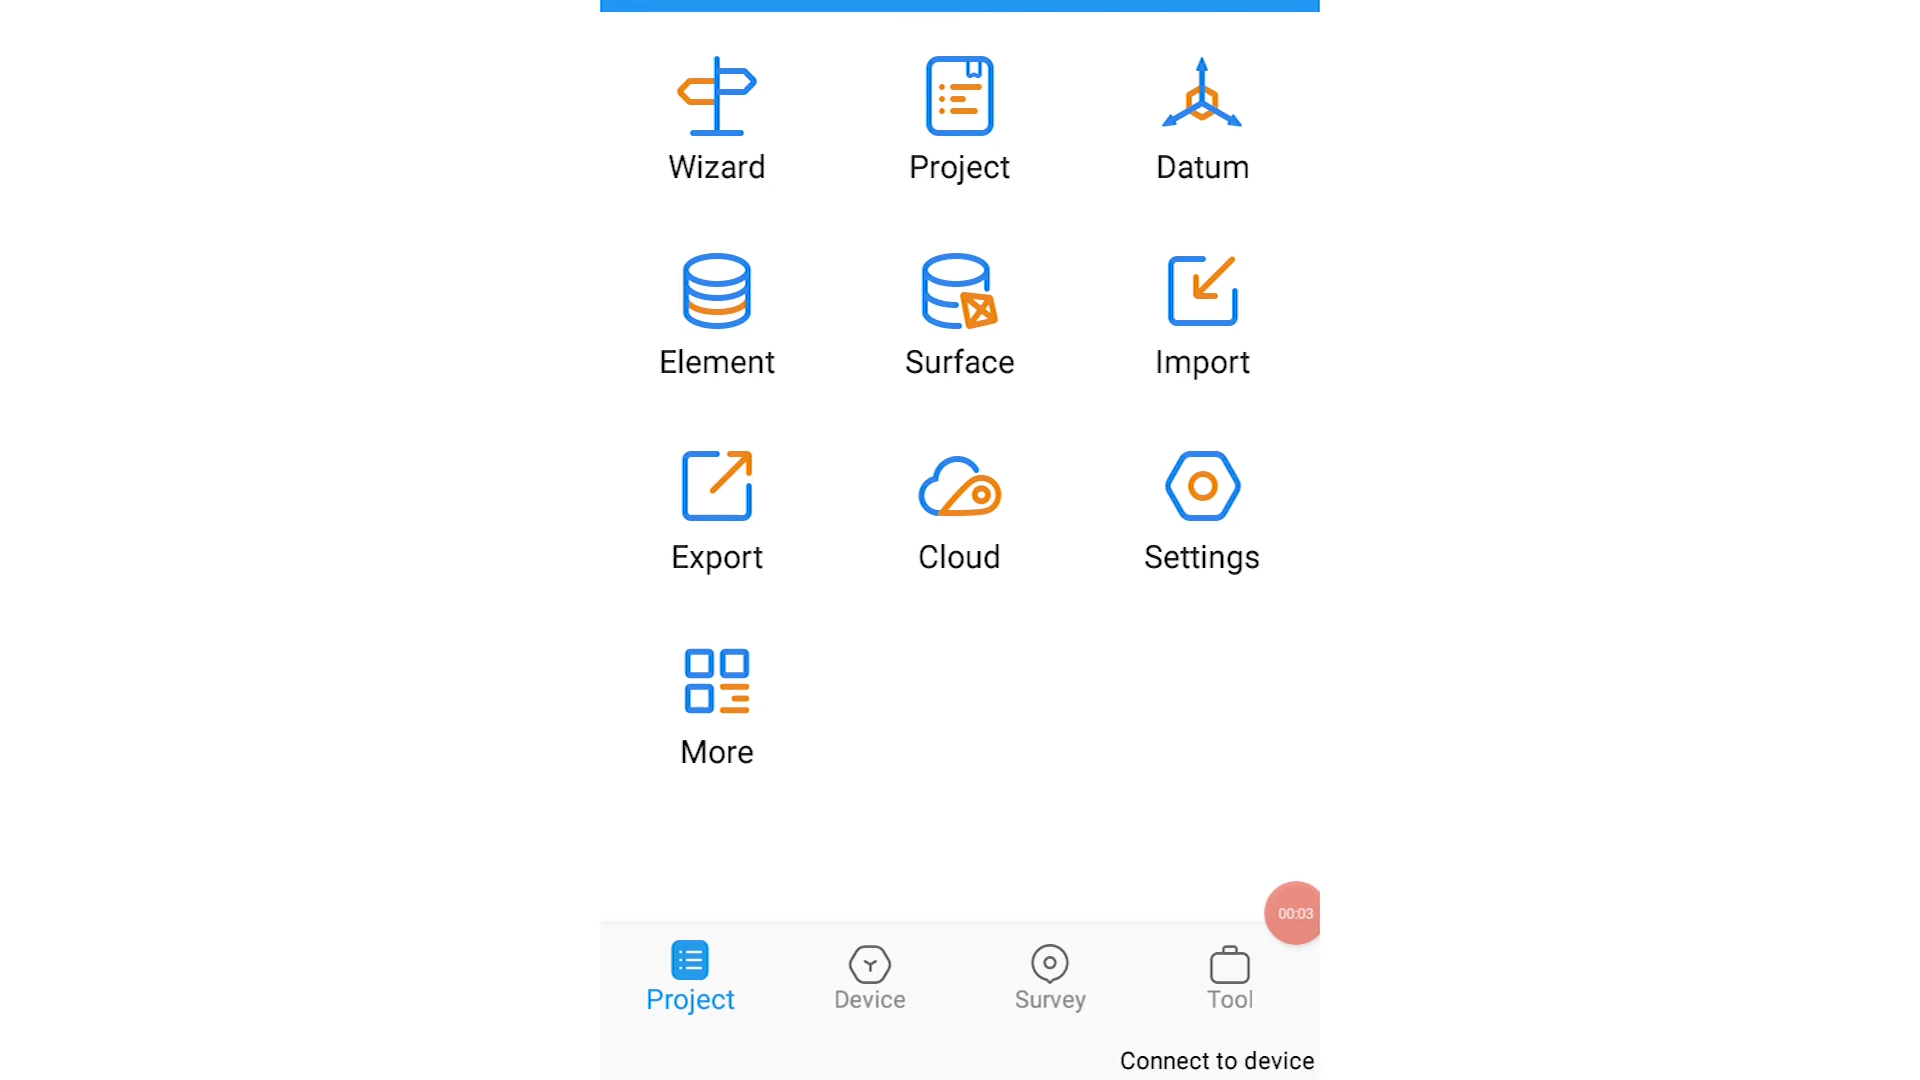 Wizard Project Datum
Element Surface Import
Export Cloud Settings
More
00:03
Project Device Survey Tool
Connect to device